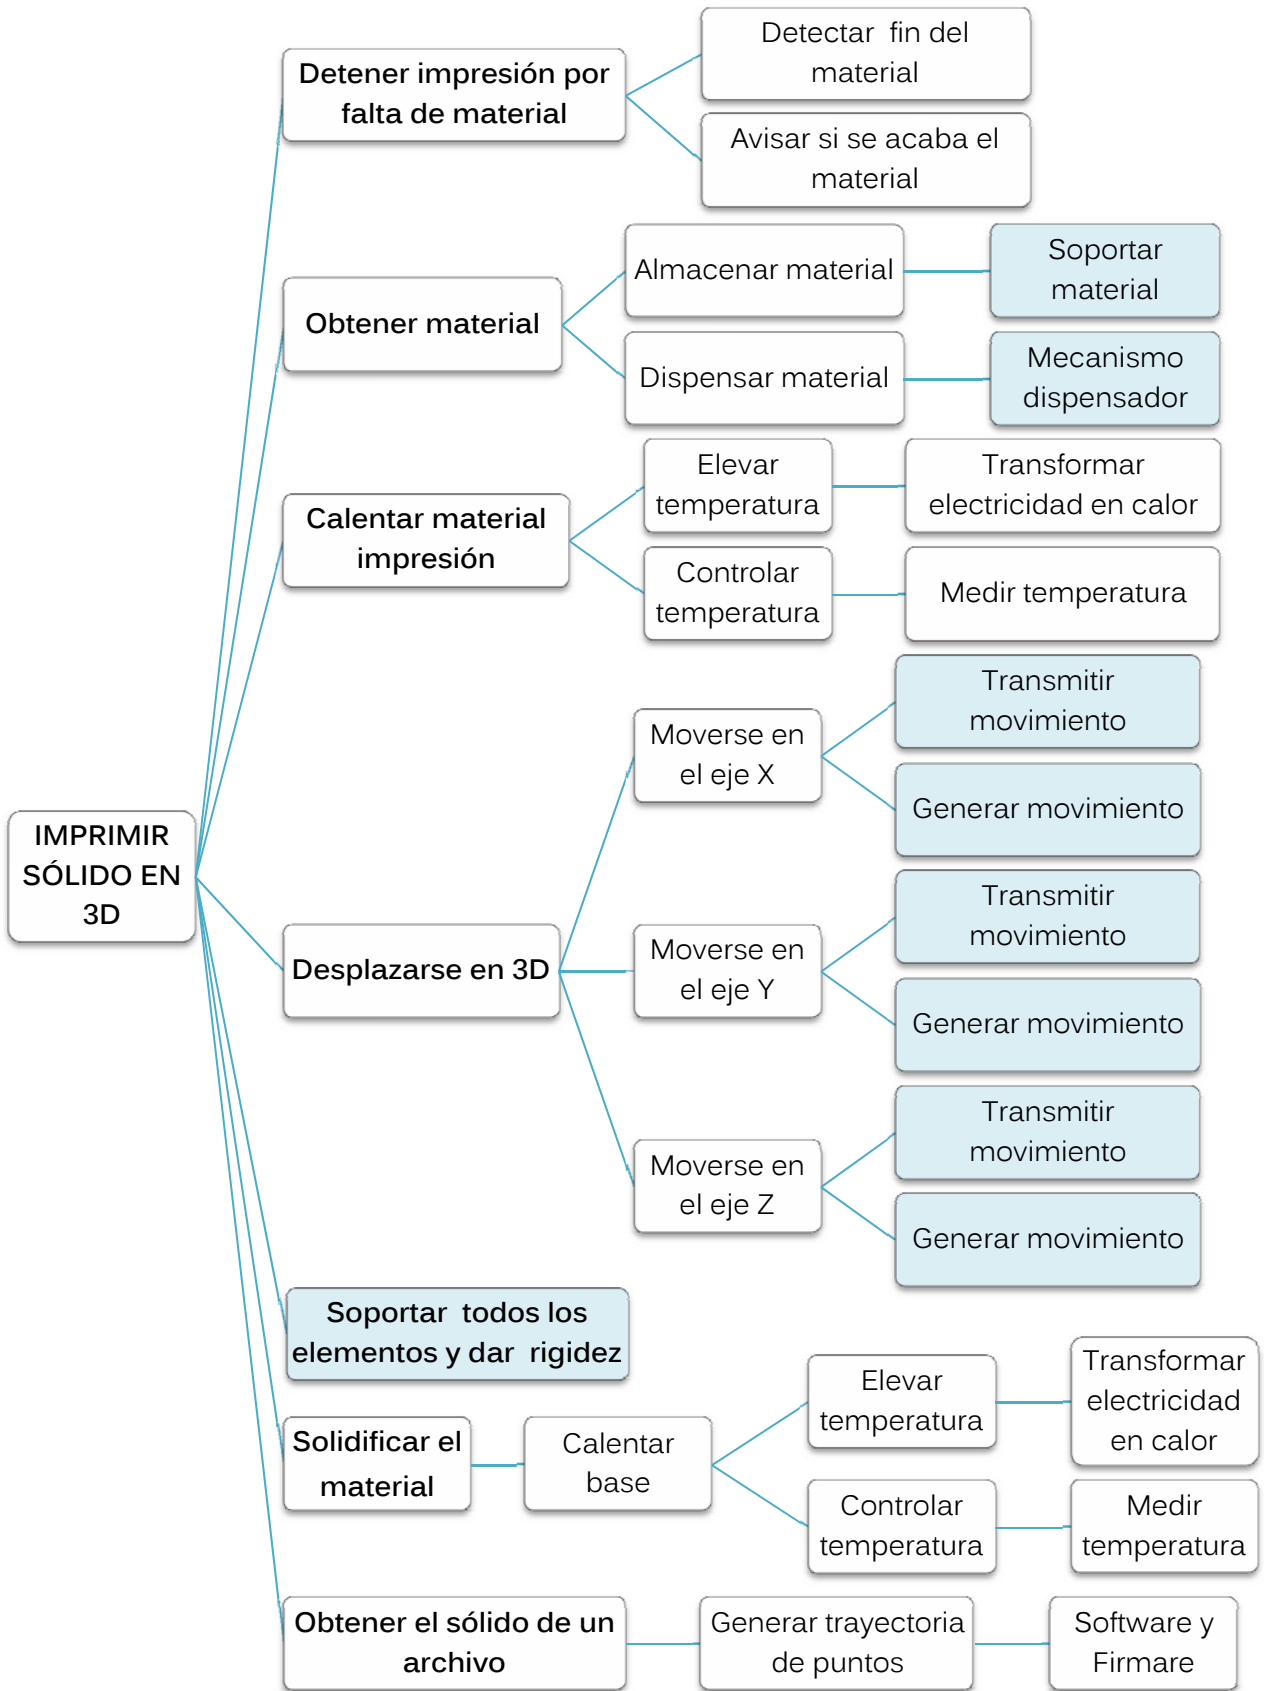 Detectar fin del
material
Detener impresión por
falta de material
Avisar si se acaba el
material
Almacenar material
Soportar
material
Obtener material
Dispensar material
Mecanismo
dispensador
Elevar
temperatura
Transformar
electricidad en calor
Calentar material
impresión
Controlar
temperatura
Medir temperatura
Transmitir
movimiento
Moverse en
el eje X
Generar movimiento
IMPRIMIR
SÓLIDO EN
3D
Transmitir
movimiento
Desplazarse en 3D
Moverse en
el eje Y
Generar movimiento
Transmitir
movimiento
Moverse en
el eje Z
Generar movimiento
Soportar todos los
elementos y dar rigidez
Elevar
temperatura
Transformar
electricidad
en calor
Solidificar el
material
Calentar
base
Controlar
temperatura
Medir
temperatura
Obtener el sólido de un
archivo
Generar trayectoria
de puntos
Software y
Firmare